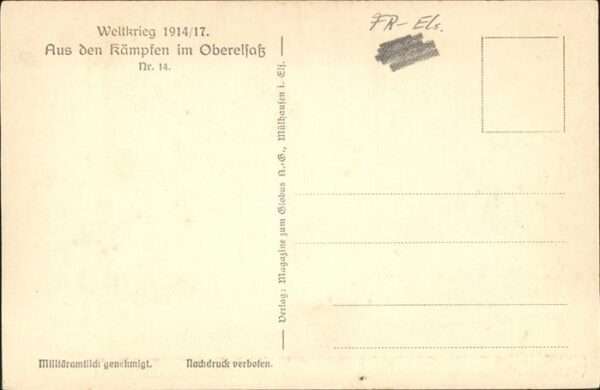 Weltkrieg 1914/17.
Aus den Kämpfen im Oberelsaß
Nr. 14.
FR- Els.
Verlag: Magazine zum Globus A.-G., Mülhausen i. Els.
Militäramtlich genehmigt. Nachdruck verboten.